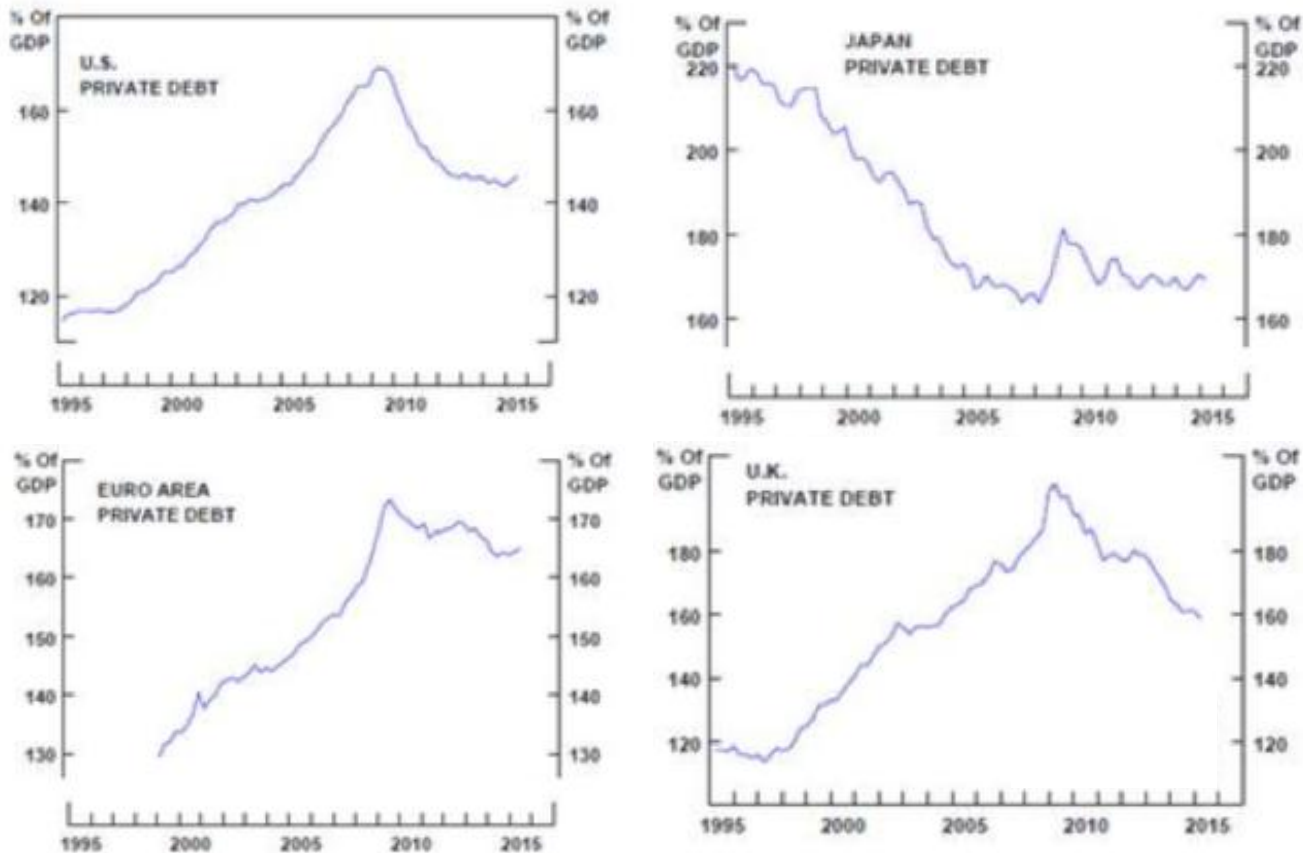 % Of
GDP
% Of
GDP
U.S.
PRIVATE DEBT
160
160
140
140
120
120
1995
2000
2005
2010
2015
% Of
GDP
% Of
GDP
JAPAN
PRIVATE DEBT
220
220
200
200
180
180
160
160
1995
2000
2005
2010
2015
% Of
GDP
% Of
GDP
EURO AREA
PRIVATE DEBT
170
170
160
160
150
150
140
140
130
130
1995
2000
2005
2010
2015
% Of
GDP
% Of
GDP
U.K.
PRIVATE DEBT
180
180
160
160
140
140
120
120
1995
2000
2005
2010
2015